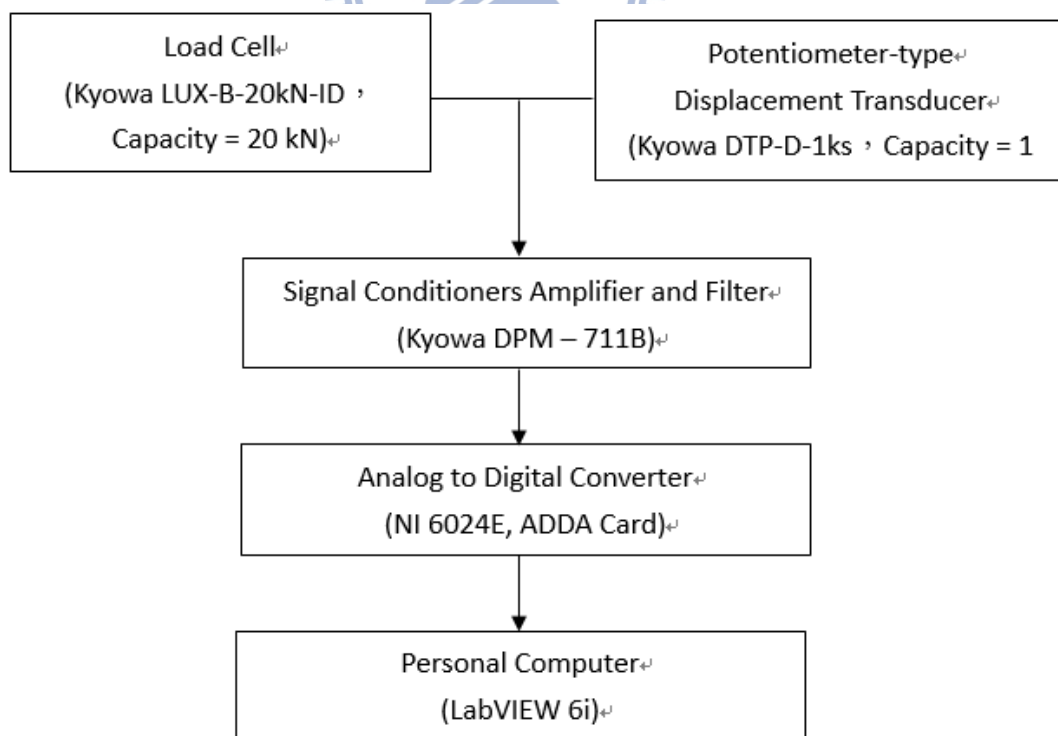 Load Cell
(Kyowa LUX-B-20kN-ID，
Capacity = 20 kN)
Potentiometer-type
Displacement Transducer
(Kyowa DTP-D-1ks，Capacity = 1
Signal Conditioners Amplifier and Filter
(Kyowa DPM – 711B)
Analog to Digital Converter
(NI 6024E, ADDA Card)
Personal Computer
(LabVIEW 6i)